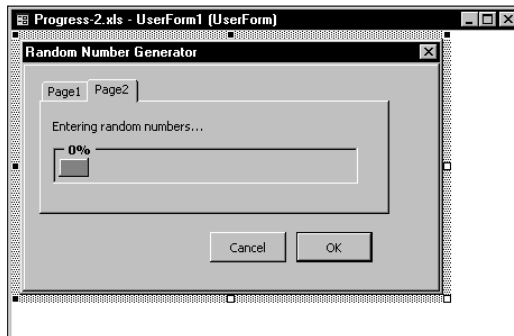 Progress-2.xls - UserForm1 (UserForm)
Random Number Generator
Page1 Page2
Entering random numbers...
0%
Cancel OK